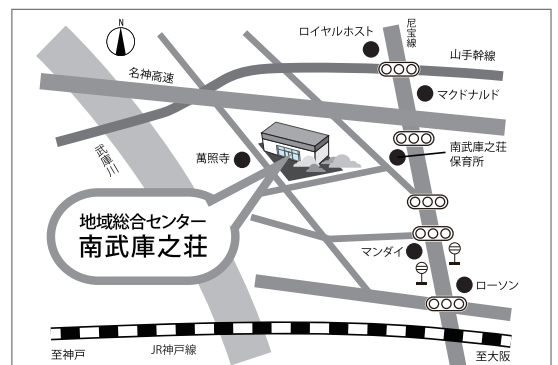 N
ロイヤルホスト
尼宝線
山手幹線
名神高速
マクドナルド
武庫川
萬照寺
南武庫之荘
保育所
地域総合センター
南武庫之荘
マンダイ
ローソン
至神戸
JR神戸線
至大阪